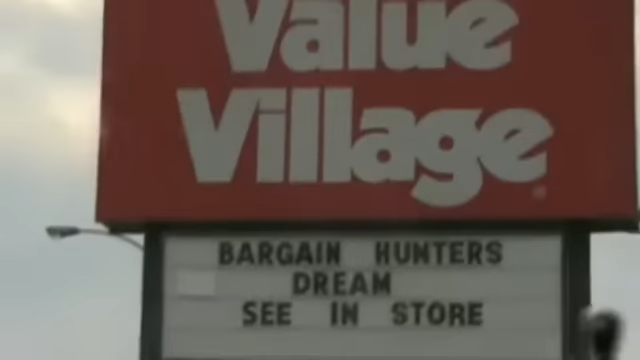 Value
Village
BARGAIN HUNTERS
DREAM
SEE IN STORE